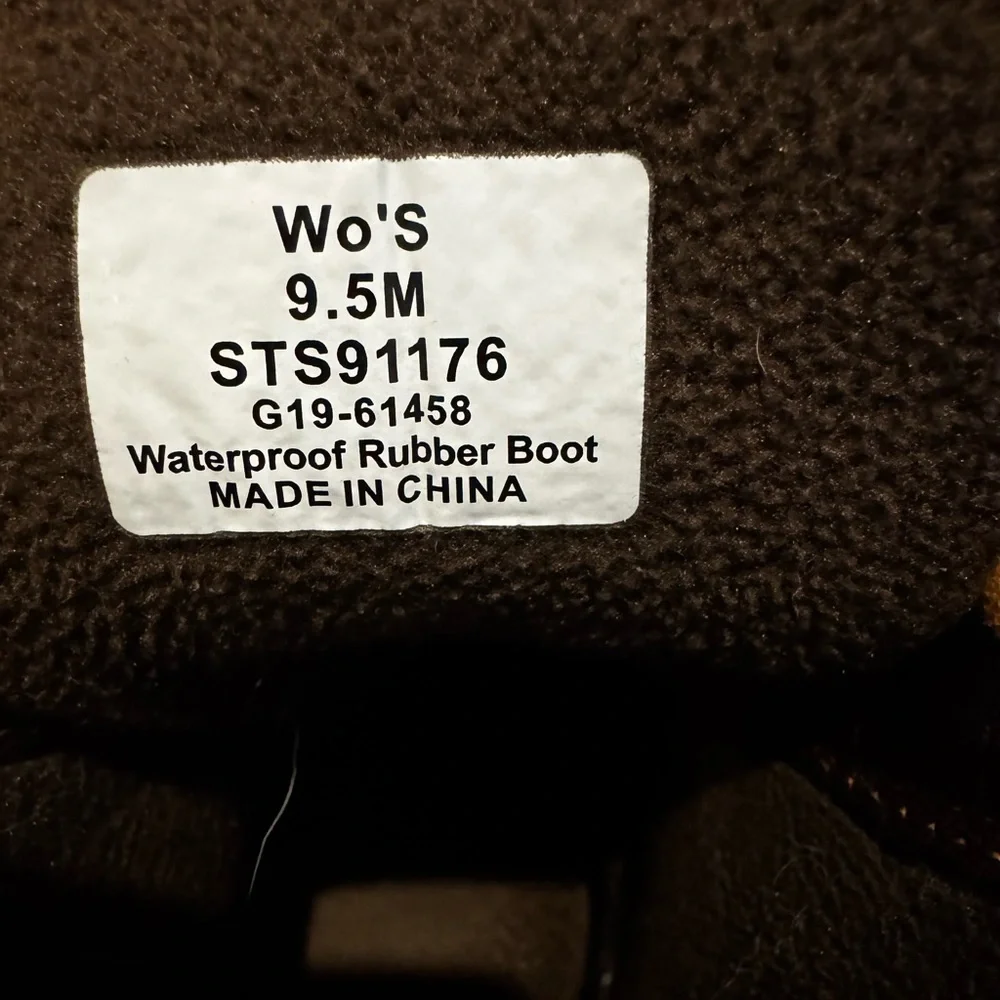 Wo'S
9.5M
STS91176
G19-61458
Waterproof Rubber Boot
MADE IN CHINA